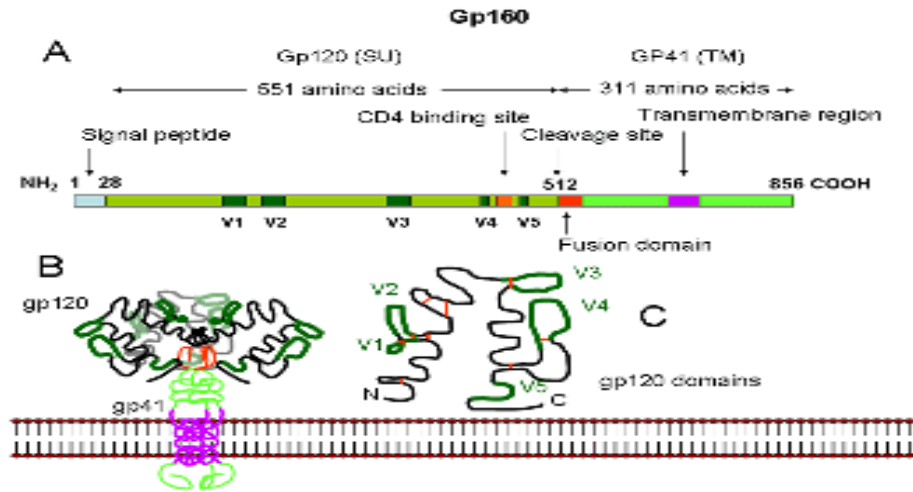 Gp160
A
Gp120 (SU) GP41 (TM)
551 amino acids 311 amino acids
CD4 binding site Transmembrane region
Signal peptide Cleavage site
NH₂ 1 28 512 856 COOH
V1 V2 V3 V4 V5
Fusion domain
B
gp120
gp41
V2 V3
V4
C
V1
V5
gp120 domains
N C